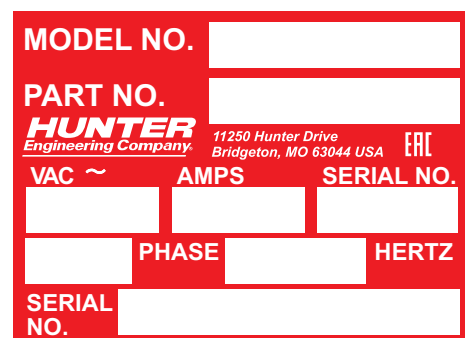 MODEL NO.
PART NO.
HUNTER
Engineering Company®
11250 Hunter Drive
Bridgeton, MO 63044 USA
EAC
VAC ~ AMPS SERIAL NO.
PHASE HERTZ
SERIAL
NO.